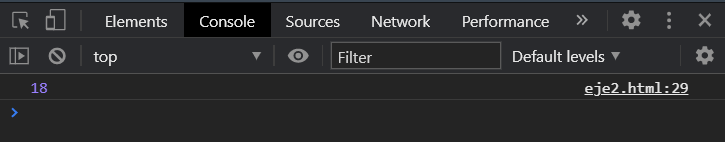 Elements Console Sources Network Performance »
top Filter Default levels
18 eje2.html:29
>